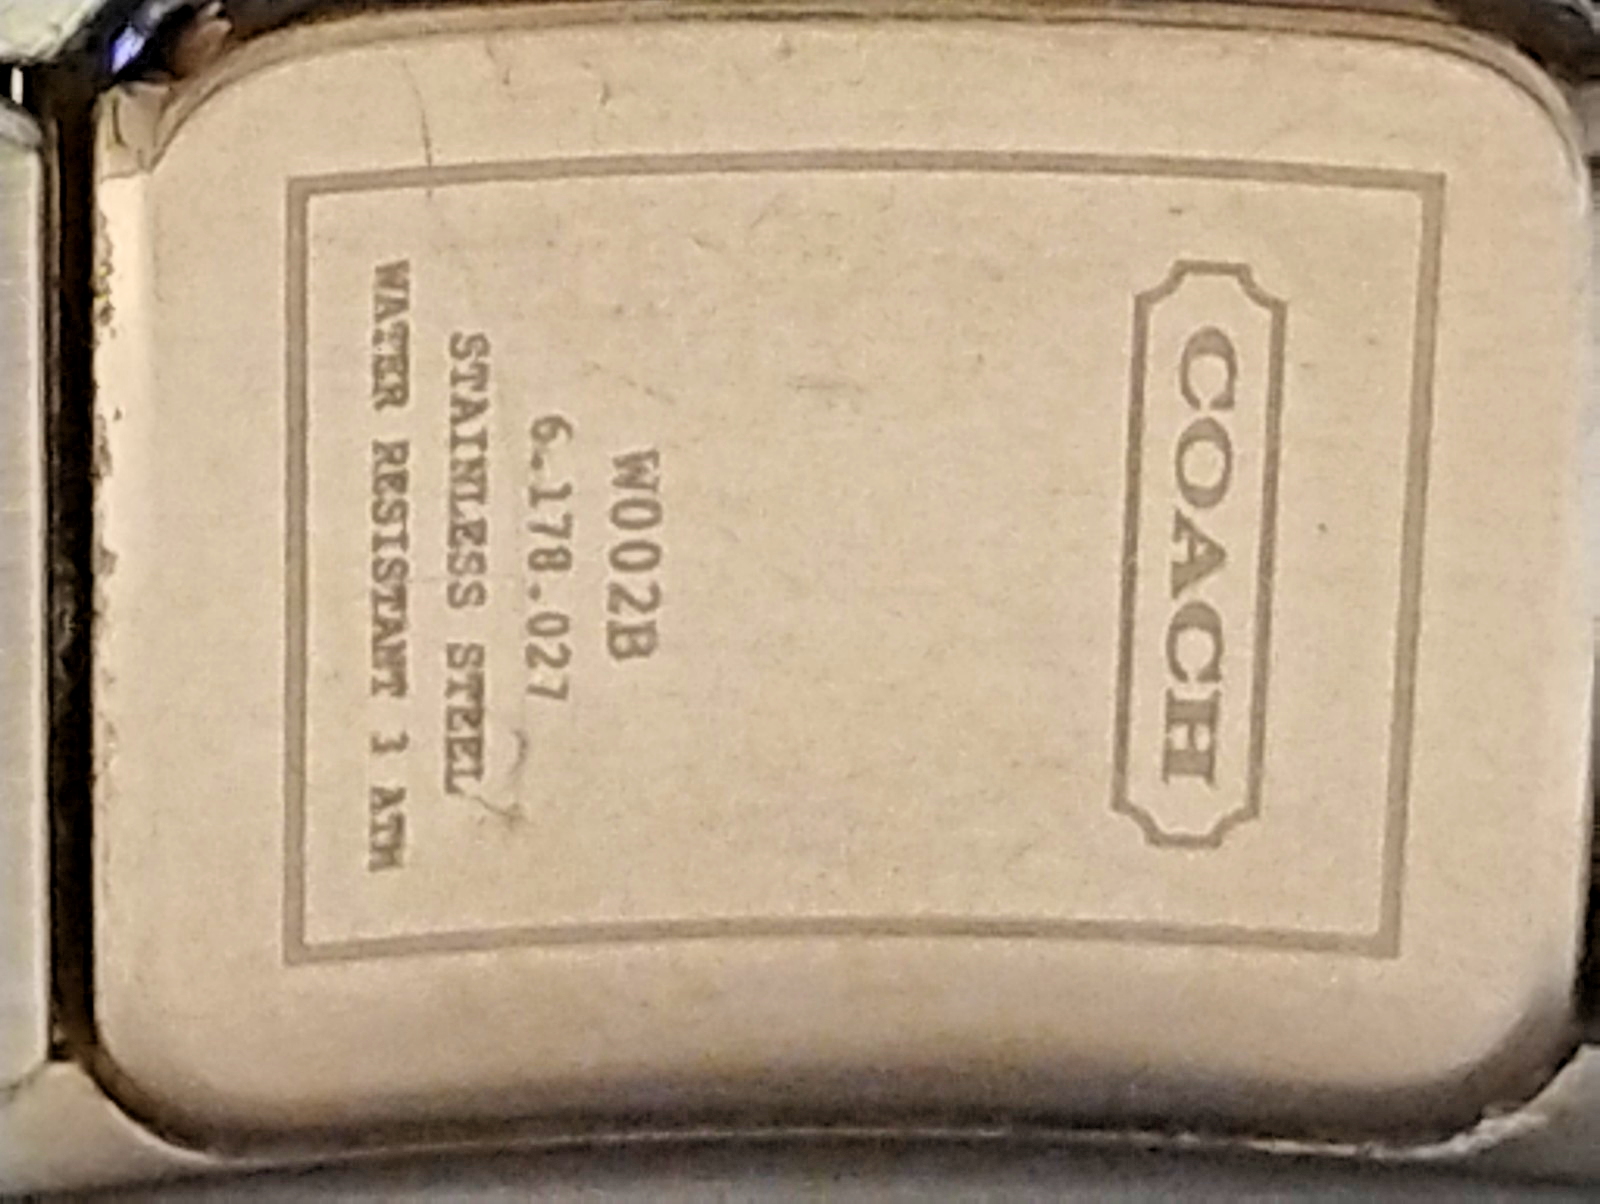 COACH
W002B
6.178.027
STAINLESS STEEL
WATER RESISTANT 3 ATM